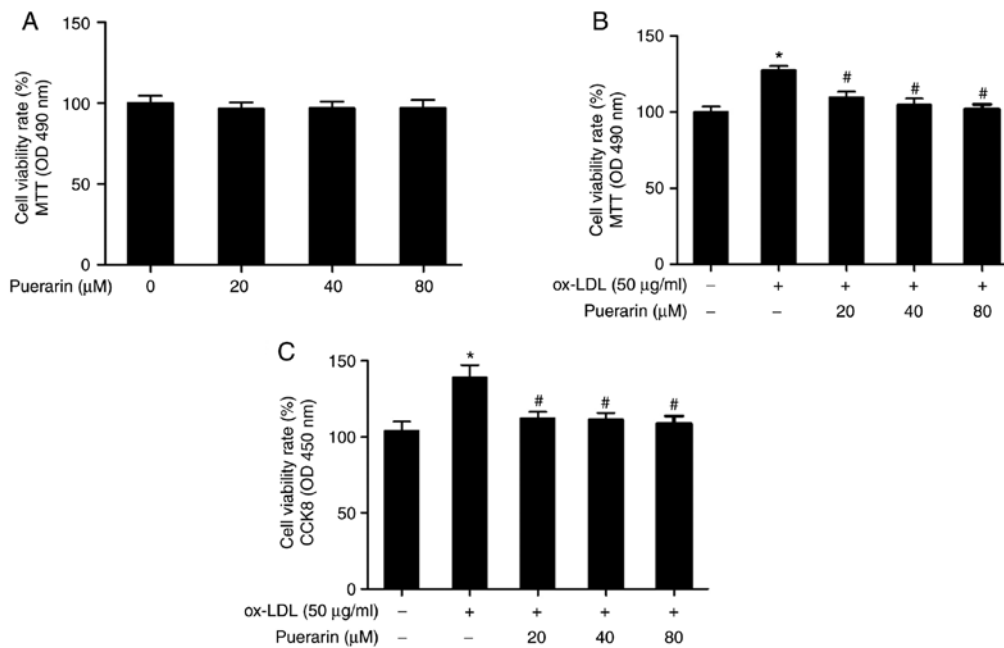 A
Cell viability rate (%)
MTT (OD 490 nm)
150
100
50
0
Puerarin (µM) 0 20 40 80
B
Cell viability rate (%)
MTT (OD 490 nm)
150
100
50
0
* # # #
ox-LDL (50 µg/ml) – + + + +
Puerarin (µM) – – 20 40 80
C
Cell viability rate (%)
CCK8 (OD 450 nm)
150
100
50
0
* # # #
ox-LDL (50 µg/ml) – + + + +
Puerarin (µM) – – 20 40 80